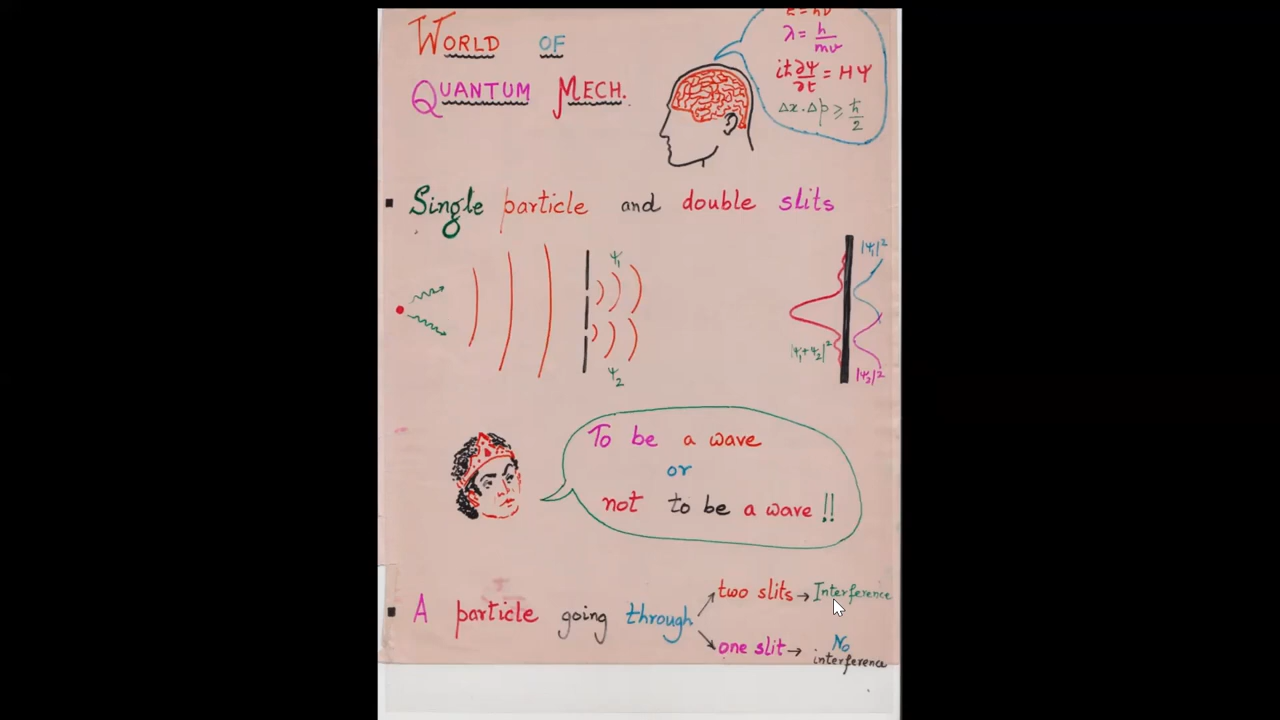 WORLD OF
QUANTUM MECH.
E = hν
λ = h/mv
iħ ∂Ψ/∂t = HΨ
Δx.Δp ≥ ħ/2
Single particle and double slits
Ψ1
Ψ2
|Ψ1|²
|Ψ1+Ψ2|²
|Ψ2|²
To be a wave
or
not to be a wave !!
A particle going through
two slits → Interference
one slit → No
interference